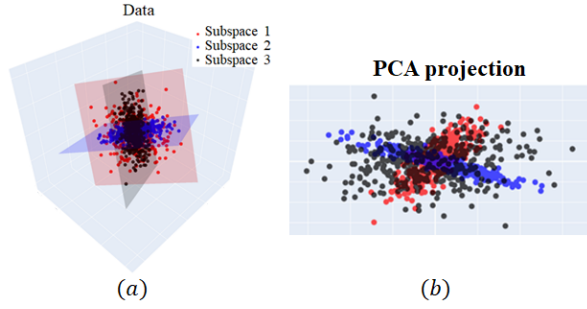 Data
Subspace 1
Subspace 2
Subspace 3
PCA projection
(a)
(b)